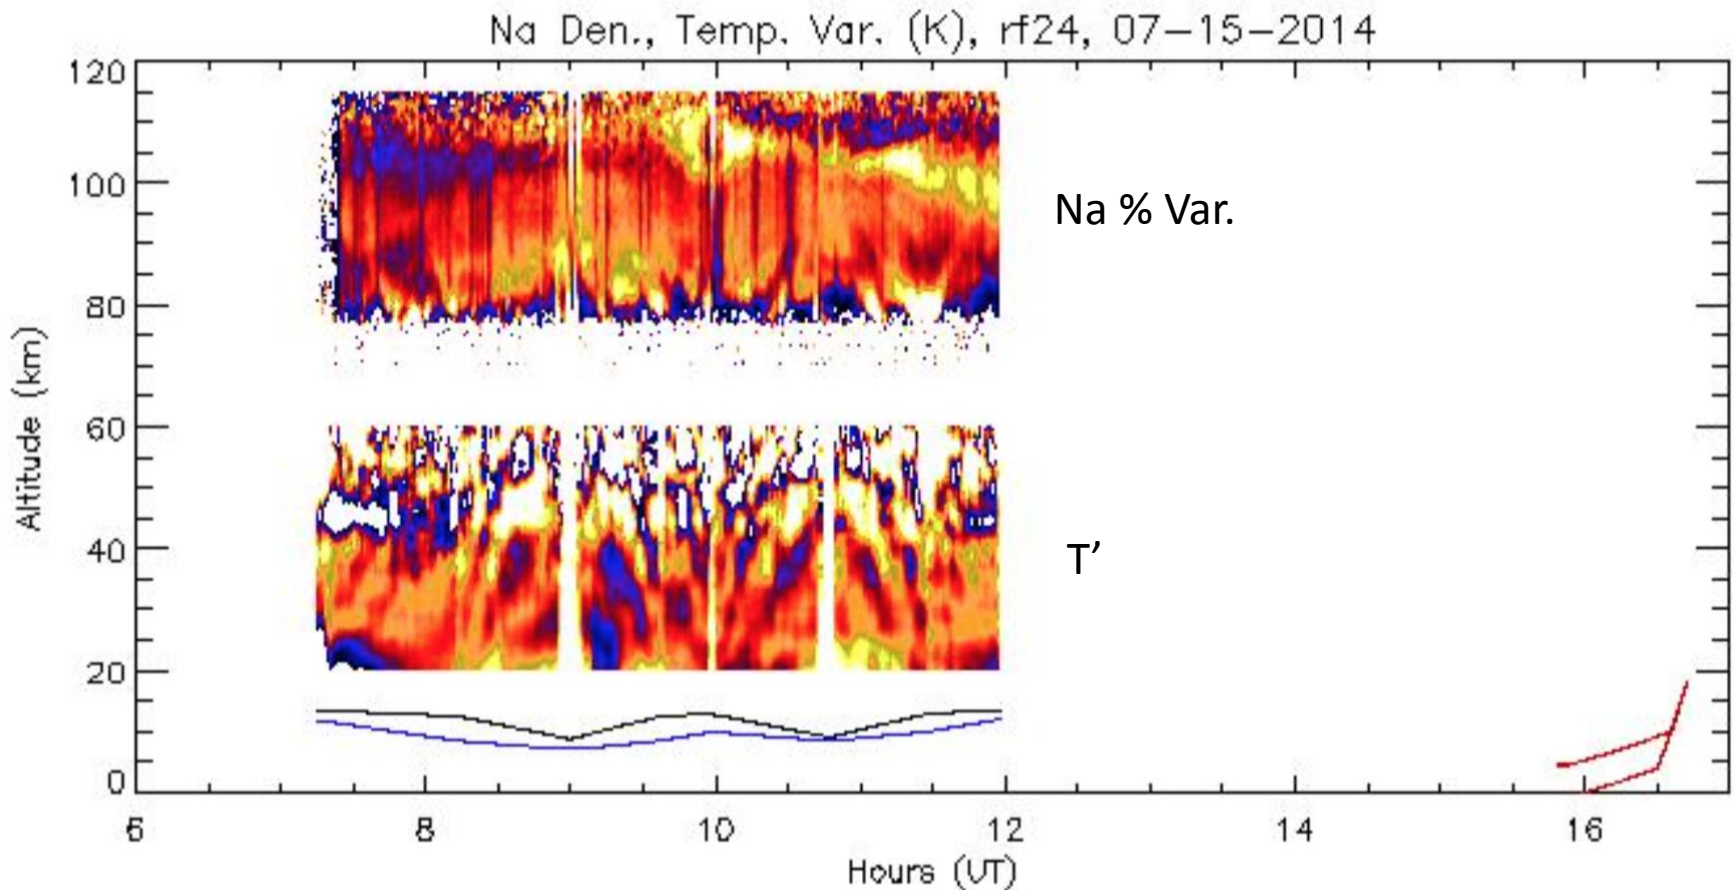 Na Den., Temp. Var. (K), rf24, 07-15-2014
120
100
80
60
40
20
0
Altitude (km)
Na % Var.
T’
6
8
10
12
14
16
Hours (UT)